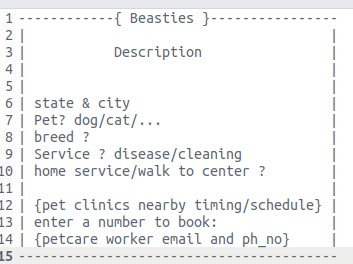 1 ------------{ Beasties }----------------
2 | |
3 | Description |
4 | |
5 | |
6 | state & city |
7 | Pet? dog/cat/... |
8 | breed ? |
9 | Service ? disease/cleaning |
10 | home service/walk to center ? |
11 | |
12 | {pet clinics nearby timing/schedule} |
13 | enter a number to book: |
14 | {petcare worker email and ph_no} |
15 ----------------------------------------